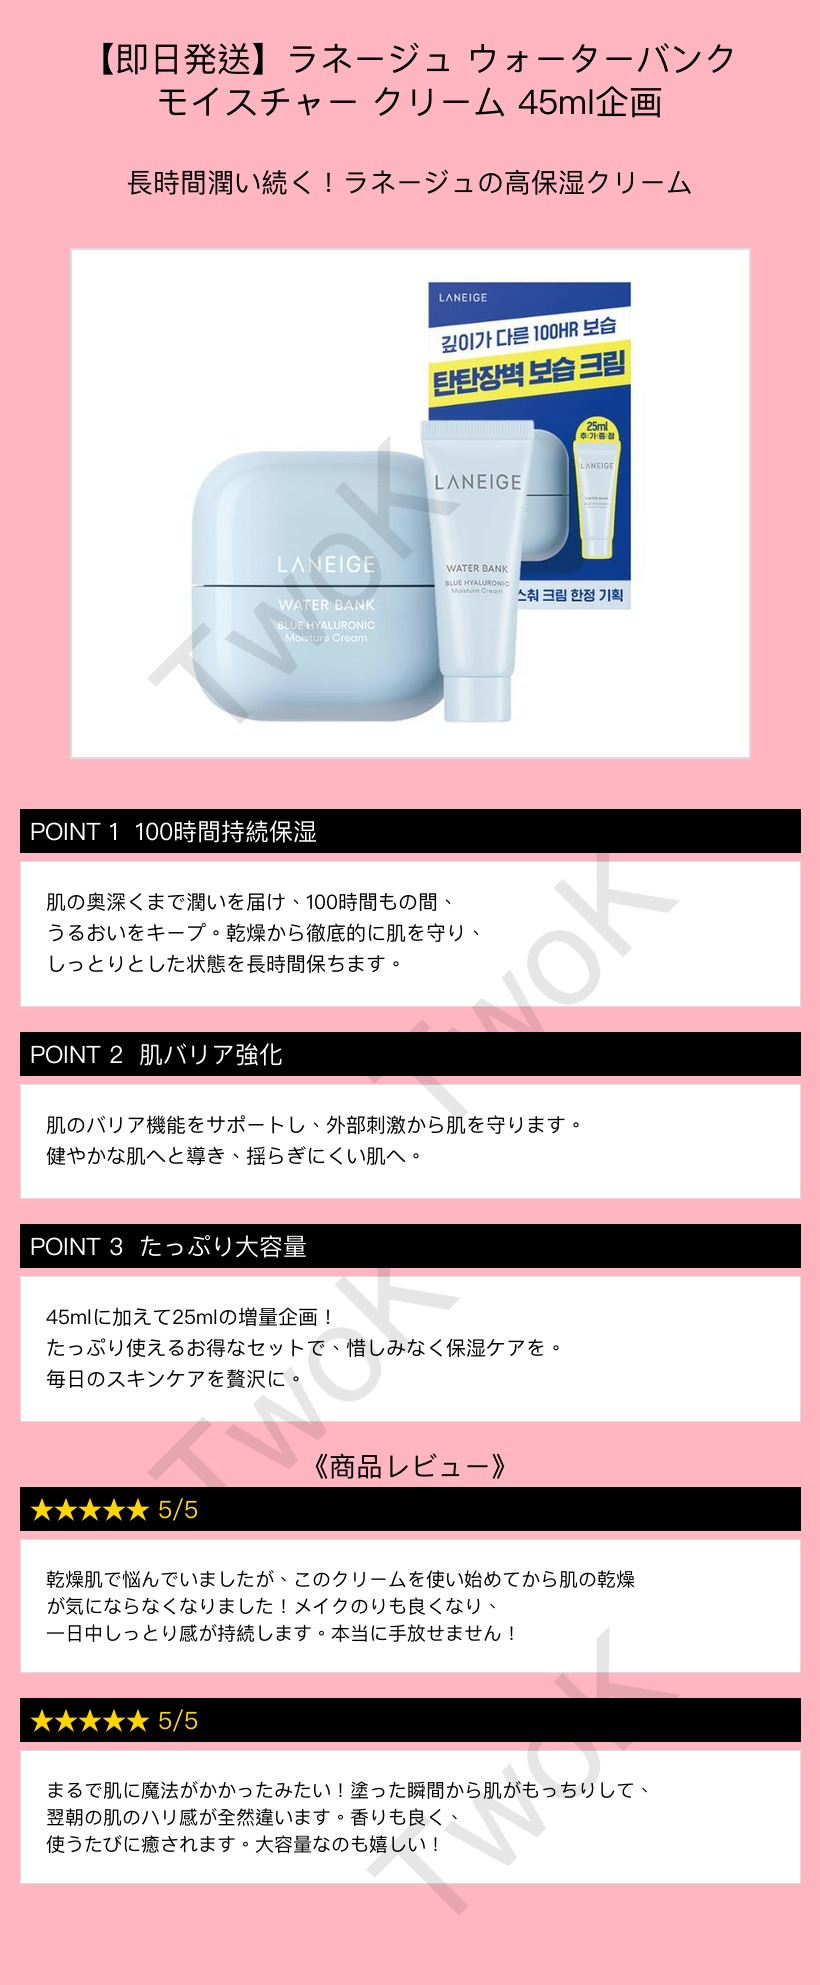 【即日発送】ラネージュ ウォーターバンク
モイスチャー クリーム 45ml企画
長時間潤い続く！ラネージュの高保湿クリーム
LANEIGE
깊이가 다른 100HR 보습
탄탄장벽 보습 크림
25ml
추·가·증·정
LANEIGE
WATER BANK
스춰 크림 한정 기획
LANEIGE
WATER BANK
BLUE HYALURONIC
Moisture Cream
LANEIGE
WATER BANK
BLUE HYALURONIC
Moisture Cream
TwoK
POINT 1 100時間持続保湿
肌の奥深くまで潤いを届け、100時間もの間、
うるおいをキープ。乾燥から徹底的に肌を守り、
しっとりとした状態を長時間保ちます。
TwoK
POINT 2 肌バリア強化
肌のバリア機能をサポートし、外部刺激から肌を守ります。
健やかな肌へと導き、揺らぎにくい肌へ。
POINT 3 たっぷり大容量
45mlに加えて25mlの増量企画！
たっぷり使えるお得なセットで、惜しみなく保湿ケアを。
毎日のスキンケアを贅沢に。
TwoK
《商品レビュー》
★★★★★ 5/5
乾燥肌で悩んでいましたが、このクリームを使い始めてから肌の乾燥
が気にならなくなりました！メイクのりも良くなり、
一日中しっとり感が持続します。本当に手放せません！
★★★★★ 5/5
まるで肌に魔法がかかったみたい！塗った瞬間から肌がもっちりして、
翌朝の肌のハリ感が全然違います。香りも良く、
使うたびに癒されます。大容量なのも嬉しい！
TwoK